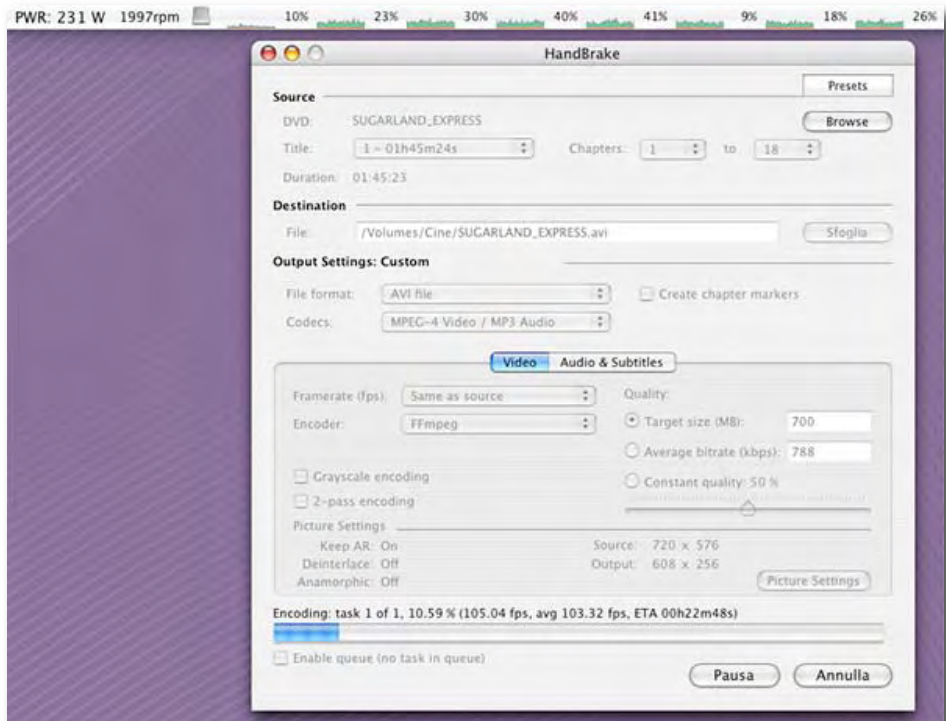 PWR: 231 W 1997rpm 10% 23% 30% 40% 41% 9% 18% 26%
HandBrake
Presets
Source
DVD: SUGARLAND_EXPRESS Browse
Title: 1 - 01h45m24s Chapters: 1 to 18
Duration: 01:45:23
Destination
File: /Volumes/Cine/SUGARLAND_EXPRESS.avi Sfoglia
Output Settings: Custom
File format: AVI file Create chapter markers
Codecs: MPEG-4 Video / MP3 Audio
Video Audio & Subtitles
Framerate (fps): Same as source Quality:
Encoder: FFmpeg Target size (MB): 700
Average bitrate (kbps): 788
Grayscale encoding Constant quality: 50 %
2-pass encoding
Picture Settings
Keep AR: On Source: 720 x 576
Deinterlace: Off Output: 608 x 256
Anamorphic: Off Picture Settings
Encoding: task 1 of 1, 10.59 % (105.04 fps, avg 103.32 fps, ETA 00h22m48s)
Enable queue (no task in queue)
Pausa Annulla